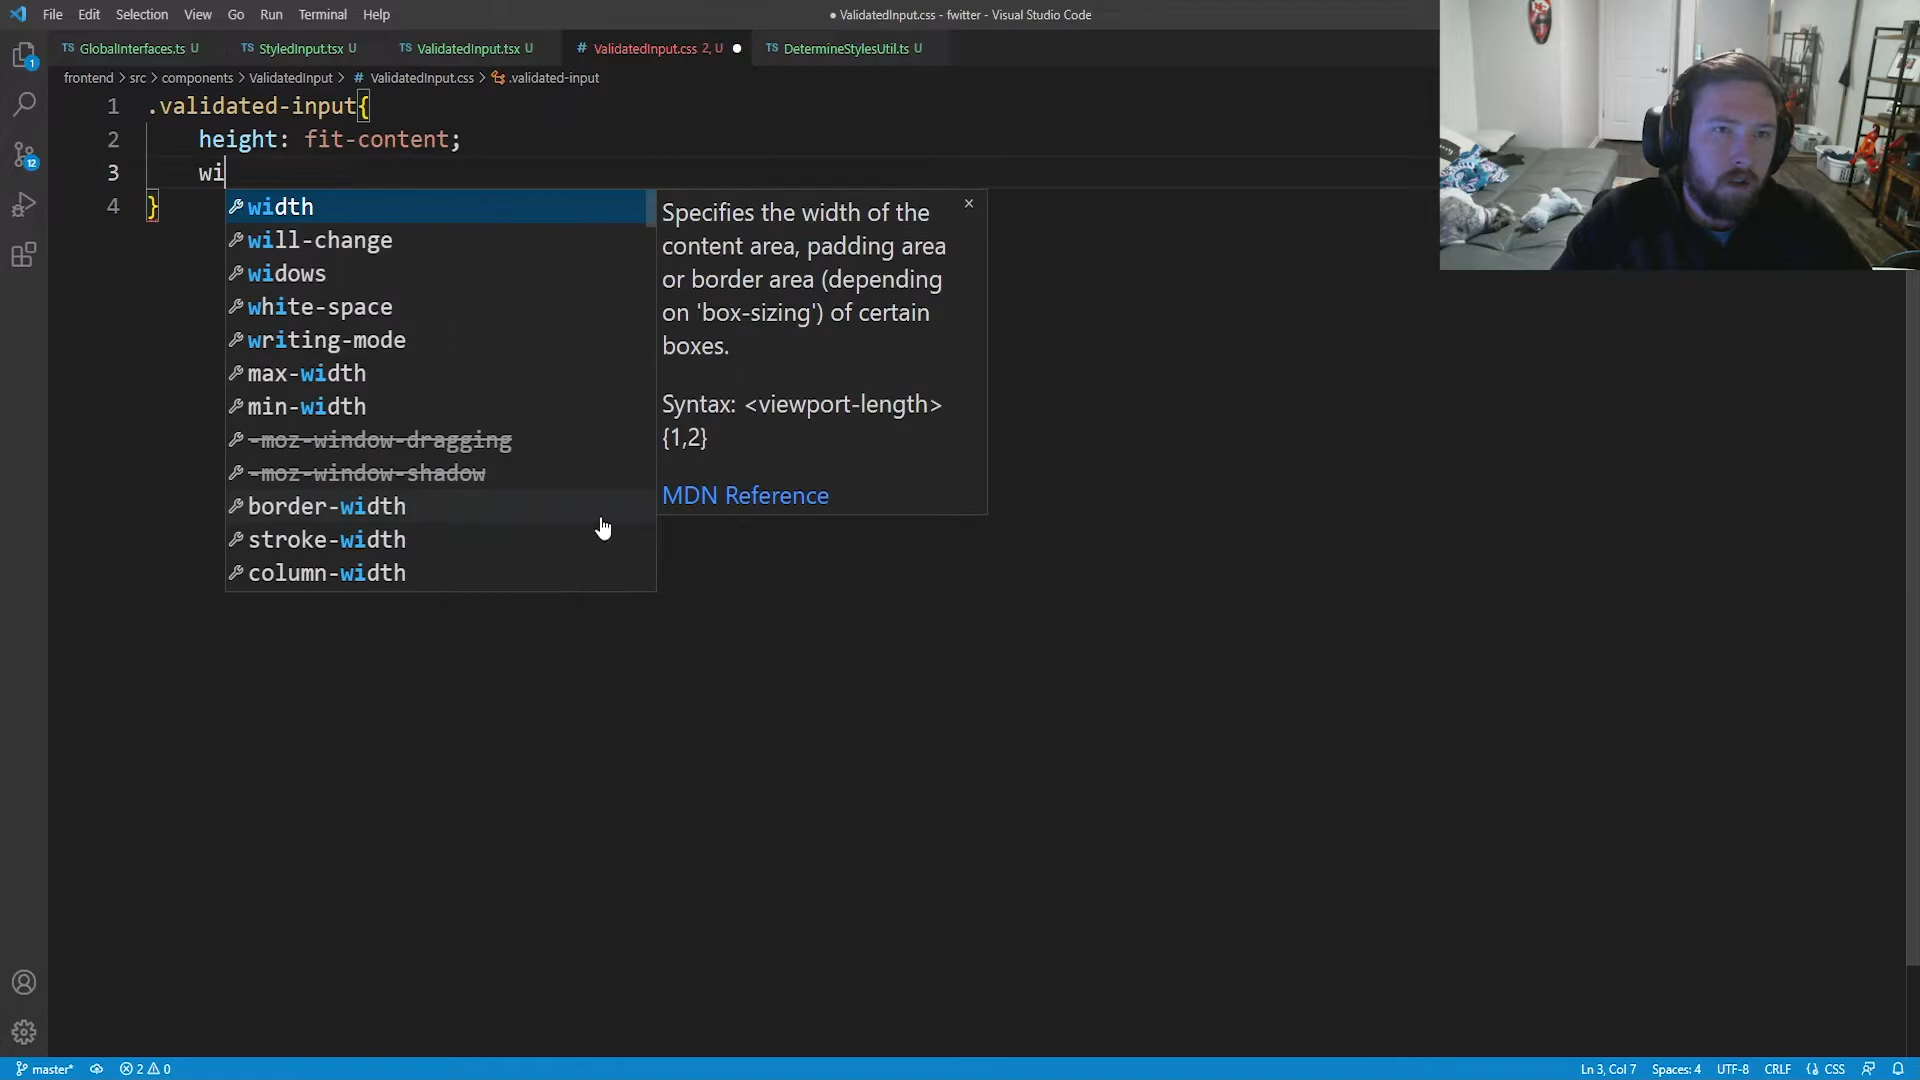 File Edit Selection View Go Run Terminal Help
● ValidatedInput.css - fwitter - Visual Studio Code
TS GlobalInterfaces.ts U
TS StyledInput.tsx U
TS ValidatedInput.tsx U
# ValidatedInput.css 2, U ●
TS DetermineStylesUtil.ts U
frontend > src > components > ValidatedInput > # ValidatedInput.css > .validated-input
1 .validated-input{
2 height: fit-content;
3 wi
4 }
width
will-change
widows
white-space
writing-mode
max-width
min-width
-moz-window-dragging
-moz-window-shadow
border-width
stroke-width
column-width
Specifies the width of the
content area, padding area
or border area (depending
on 'box-sizing') of certain
boxes.
Syntax: <viewport-length>
{1,2}
MDN Reference
1
12
master* 2 0
Ln 3, Col 7 Spaces: 4 UTF-8 CRLF {} CSS